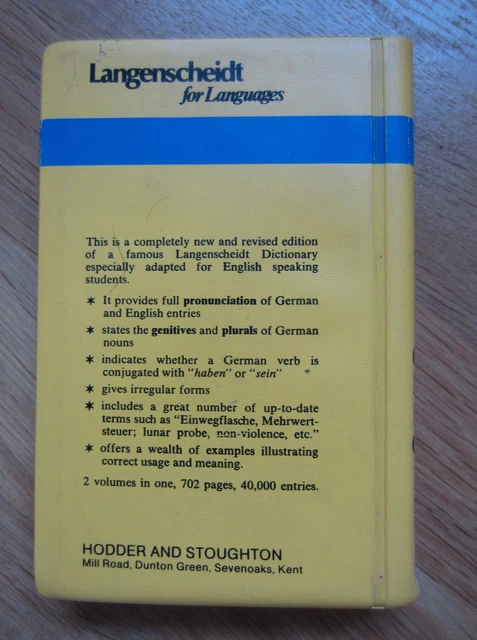 Langenscheidt
for Languages
This is a completely new and revised edition
of a famous Langenscheidt Dictionary
especially adapted for English speaking
students.
✶ It provides full pronunciation of German
and English entries
✶ states the genitives and plurals of German
nouns
✶ indicates whether a German verb is
conjugated with "haben" or "sein"
✶ gives irregular forms
✶ includes a great number of up-to-date
terms such as "Einwegflasche, Mehrwert-
steuer; lunar probe, non-violence, etc."
✶ offers a wealth of examples illustrating
correct usage and meaning.
2 volumes in one, 702 pages, 40,000 entries.
HODDER AND STOUGHTON
Mill Road, Dunton Green, Sevenoaks, Kent